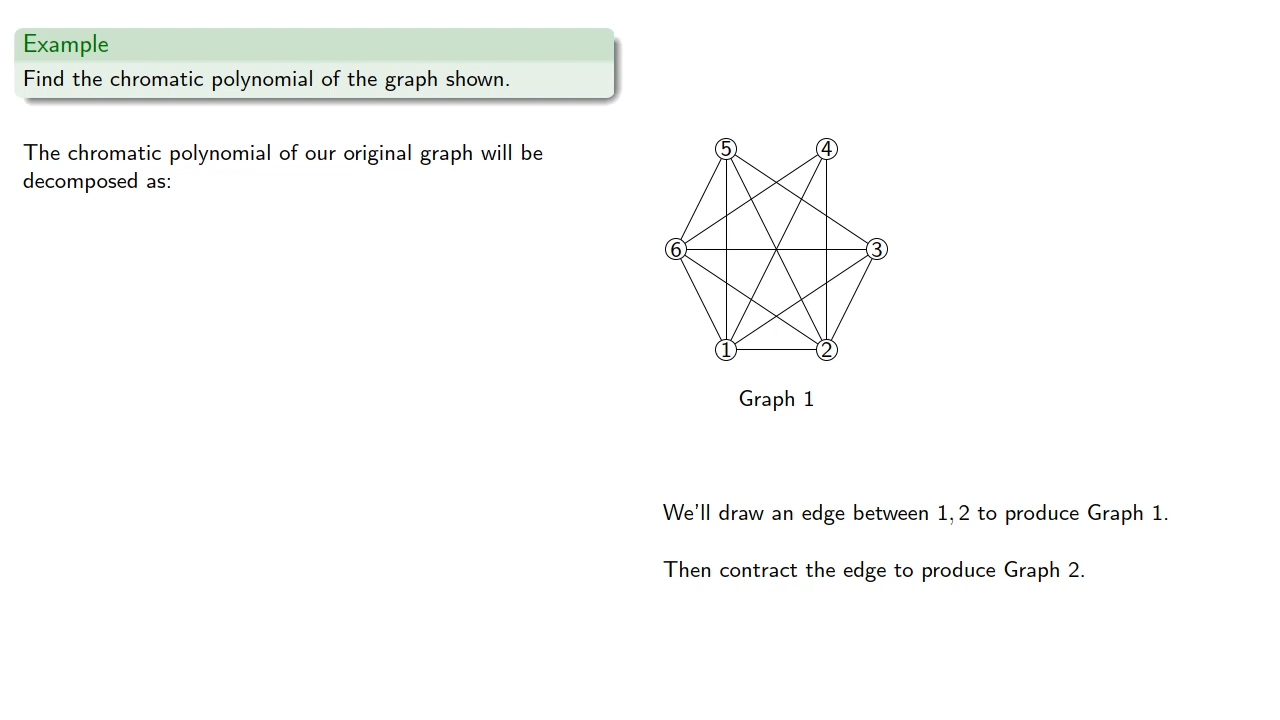 Example
Find the chromatic polynomial of the graph shown.
The chromatic polynomial of our original graph will be
decomposed as:
5 4
6 3
1 2
Graph 1
We'll draw an edge between 1, 2 to produce Graph 1.
Then contract the edge to produce Graph 2.